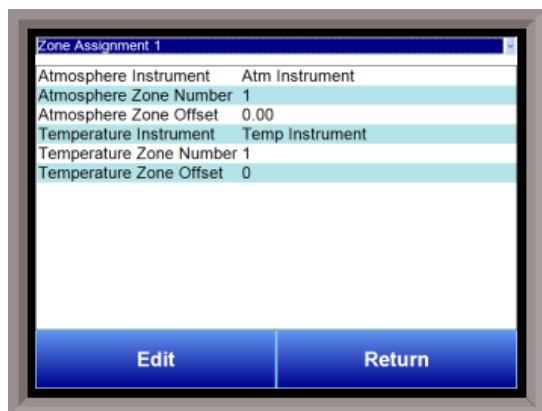 Zone Assignment 1
Atmosphere Instrument Atm Instrument
Atmosphere Zone Number 1
Atmosphere Zone Offset 0.00
Temperature Instrument Temp Instrument
Temperature Zone Number 1
Temperature Zone Offset 0
Edit Return